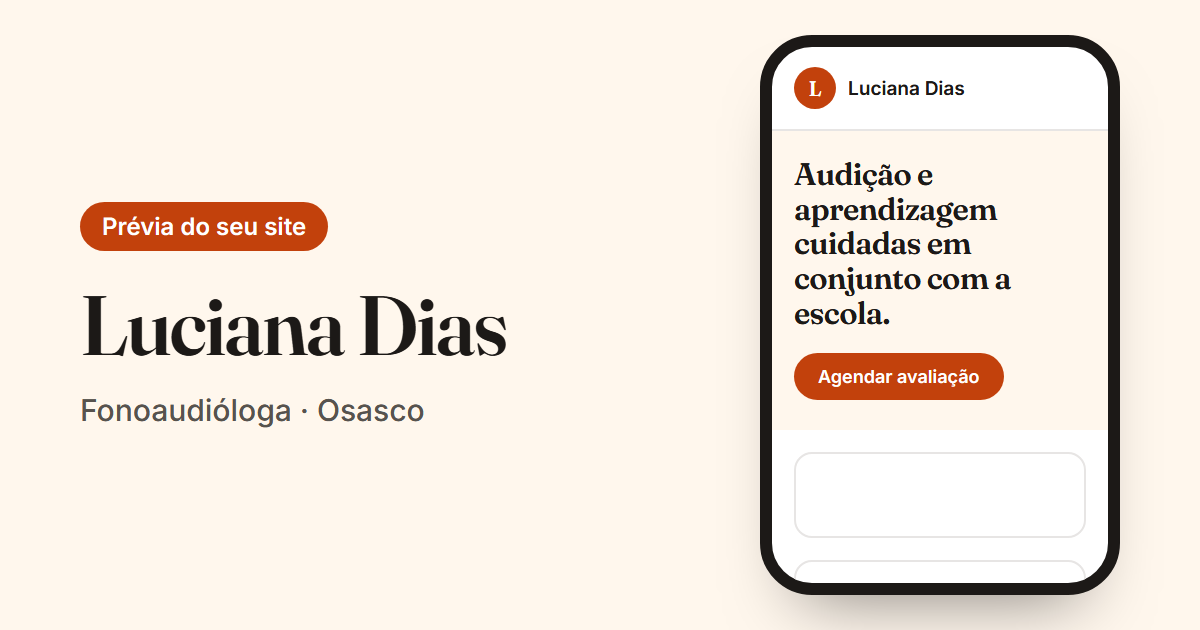 Prévia do seu site
Luciana Dias
Fonoaudióloga · Osasco
L
Luciana Dias
Audição e
aprendizagem
cuidadas em
conjunto com a
escola.
Agendar avaliação